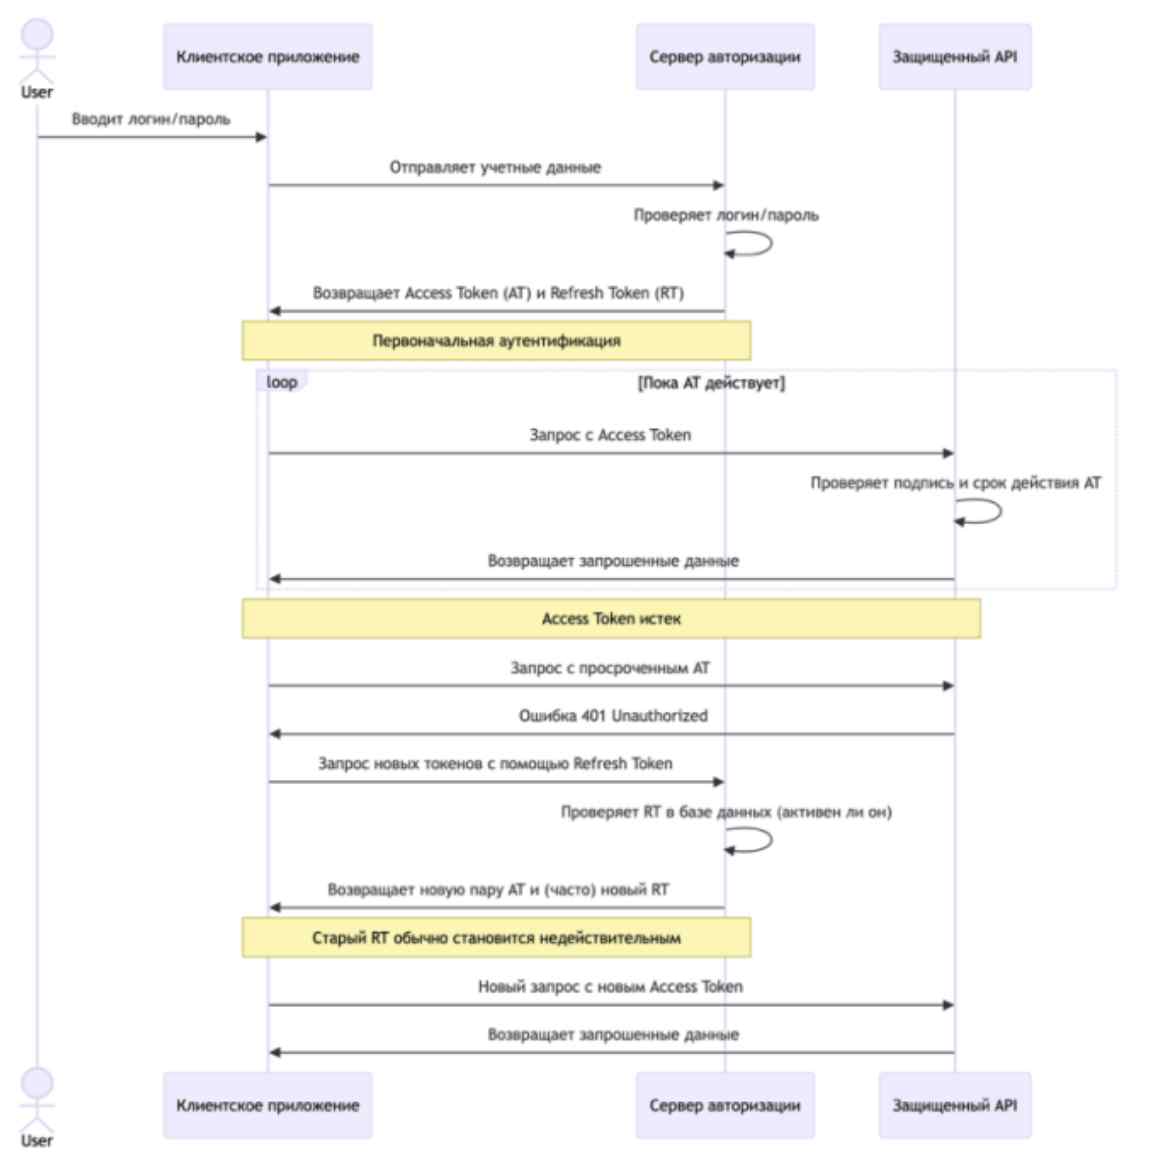 Клиентское приложение
Сервер авторизации
Защищенный API
User
Вводит логин/пароль
Отправляет учетные данные
Проверяет логин/пароль
Возвращает Access Token (AT) и Refresh Token (RT)
Первоначальная аутентификация
loop
[Пока AT действует]
Запрос с Access Token
Проверяет подпись и срок действия AT
Возвращает запрошенные данные
Access Token истек
Запрос с просроченным AT
Ошибка 401 Unauthorized
Запрос новых токенов с помощью Refresh Token
Проверяет RT в базе данных (активен ли он)
Возвращает новую пару AT и (часто) новый RT
Старый RT обычно становится недействительным
Новый запрос с новым Access Token
Возвращает запрошенные данные
Клиентское приложение
Сервер авторизации
Защищенный API
User